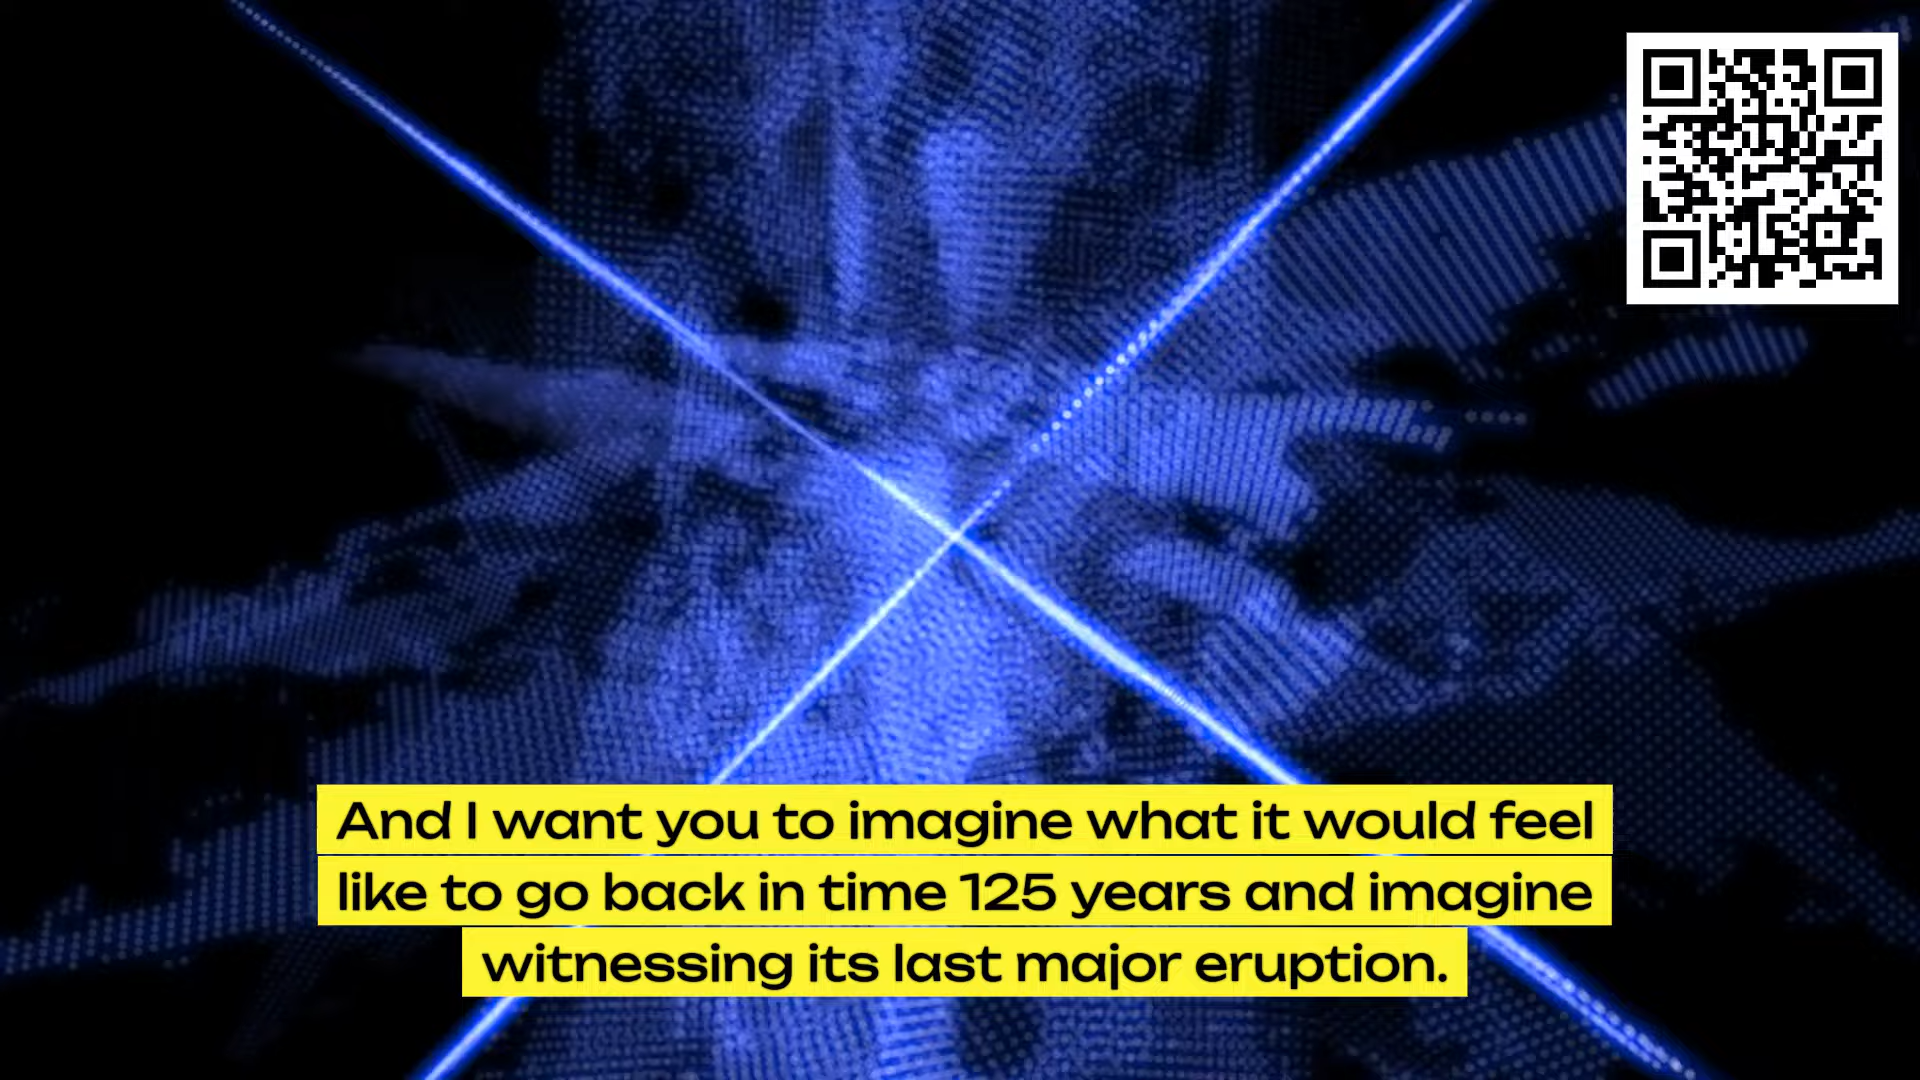 And I want you to imagine what it would feel
like to go back in time 125 years and imagine
witnessing its last major eruption.